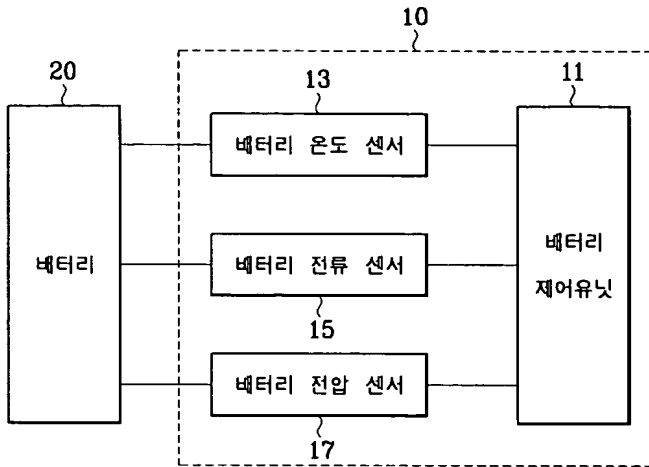 10
20
13
11
배터리 온도 센서
배터리
배터리 전류 센서
15
배터리
제어유닛
배터리 전압 센서
17